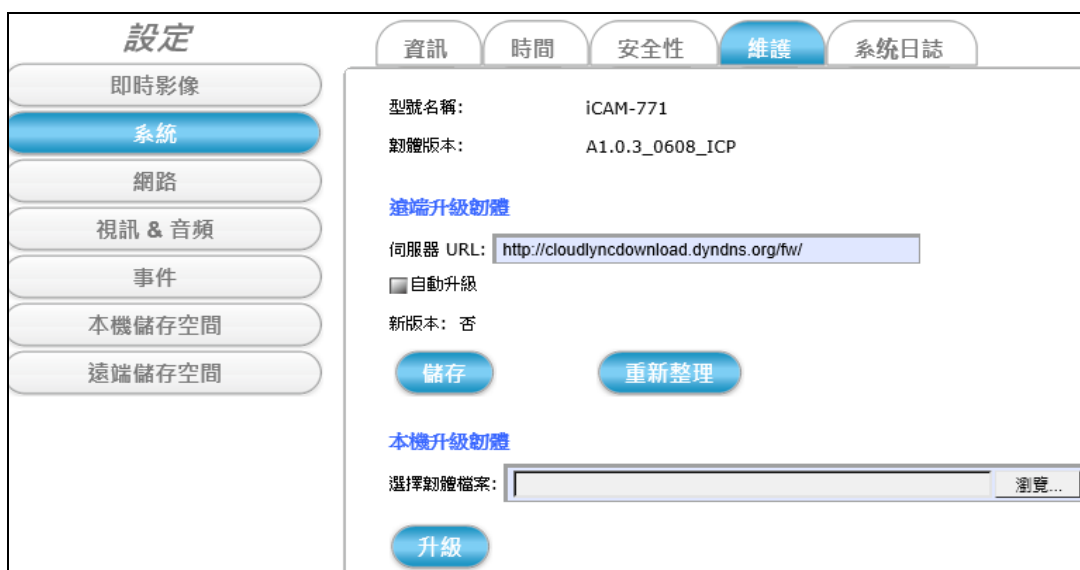 設定
即時影像
系統
網路
視訊 & 音頻
事件
本機儲存空間
遠端儲存空間
資訊
時間
安全性
維護
系統日誌
型號名稱: iCAM-771
韌體版本: A1.0.3_0608_ICP
遠端升級韌體
伺服器 URL: http://cloudlyncdownload.dyndns.org/fw/
自動升級
新版本: 否
儲存
重新整理
本機升級韌體
選擇韌體檔案:
瀏覽...
升級